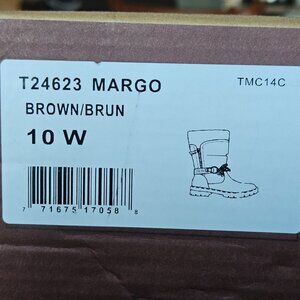 T24623 MARGO
TMC14C
BROWN/BRUN
10 W
7 71675 17058 8